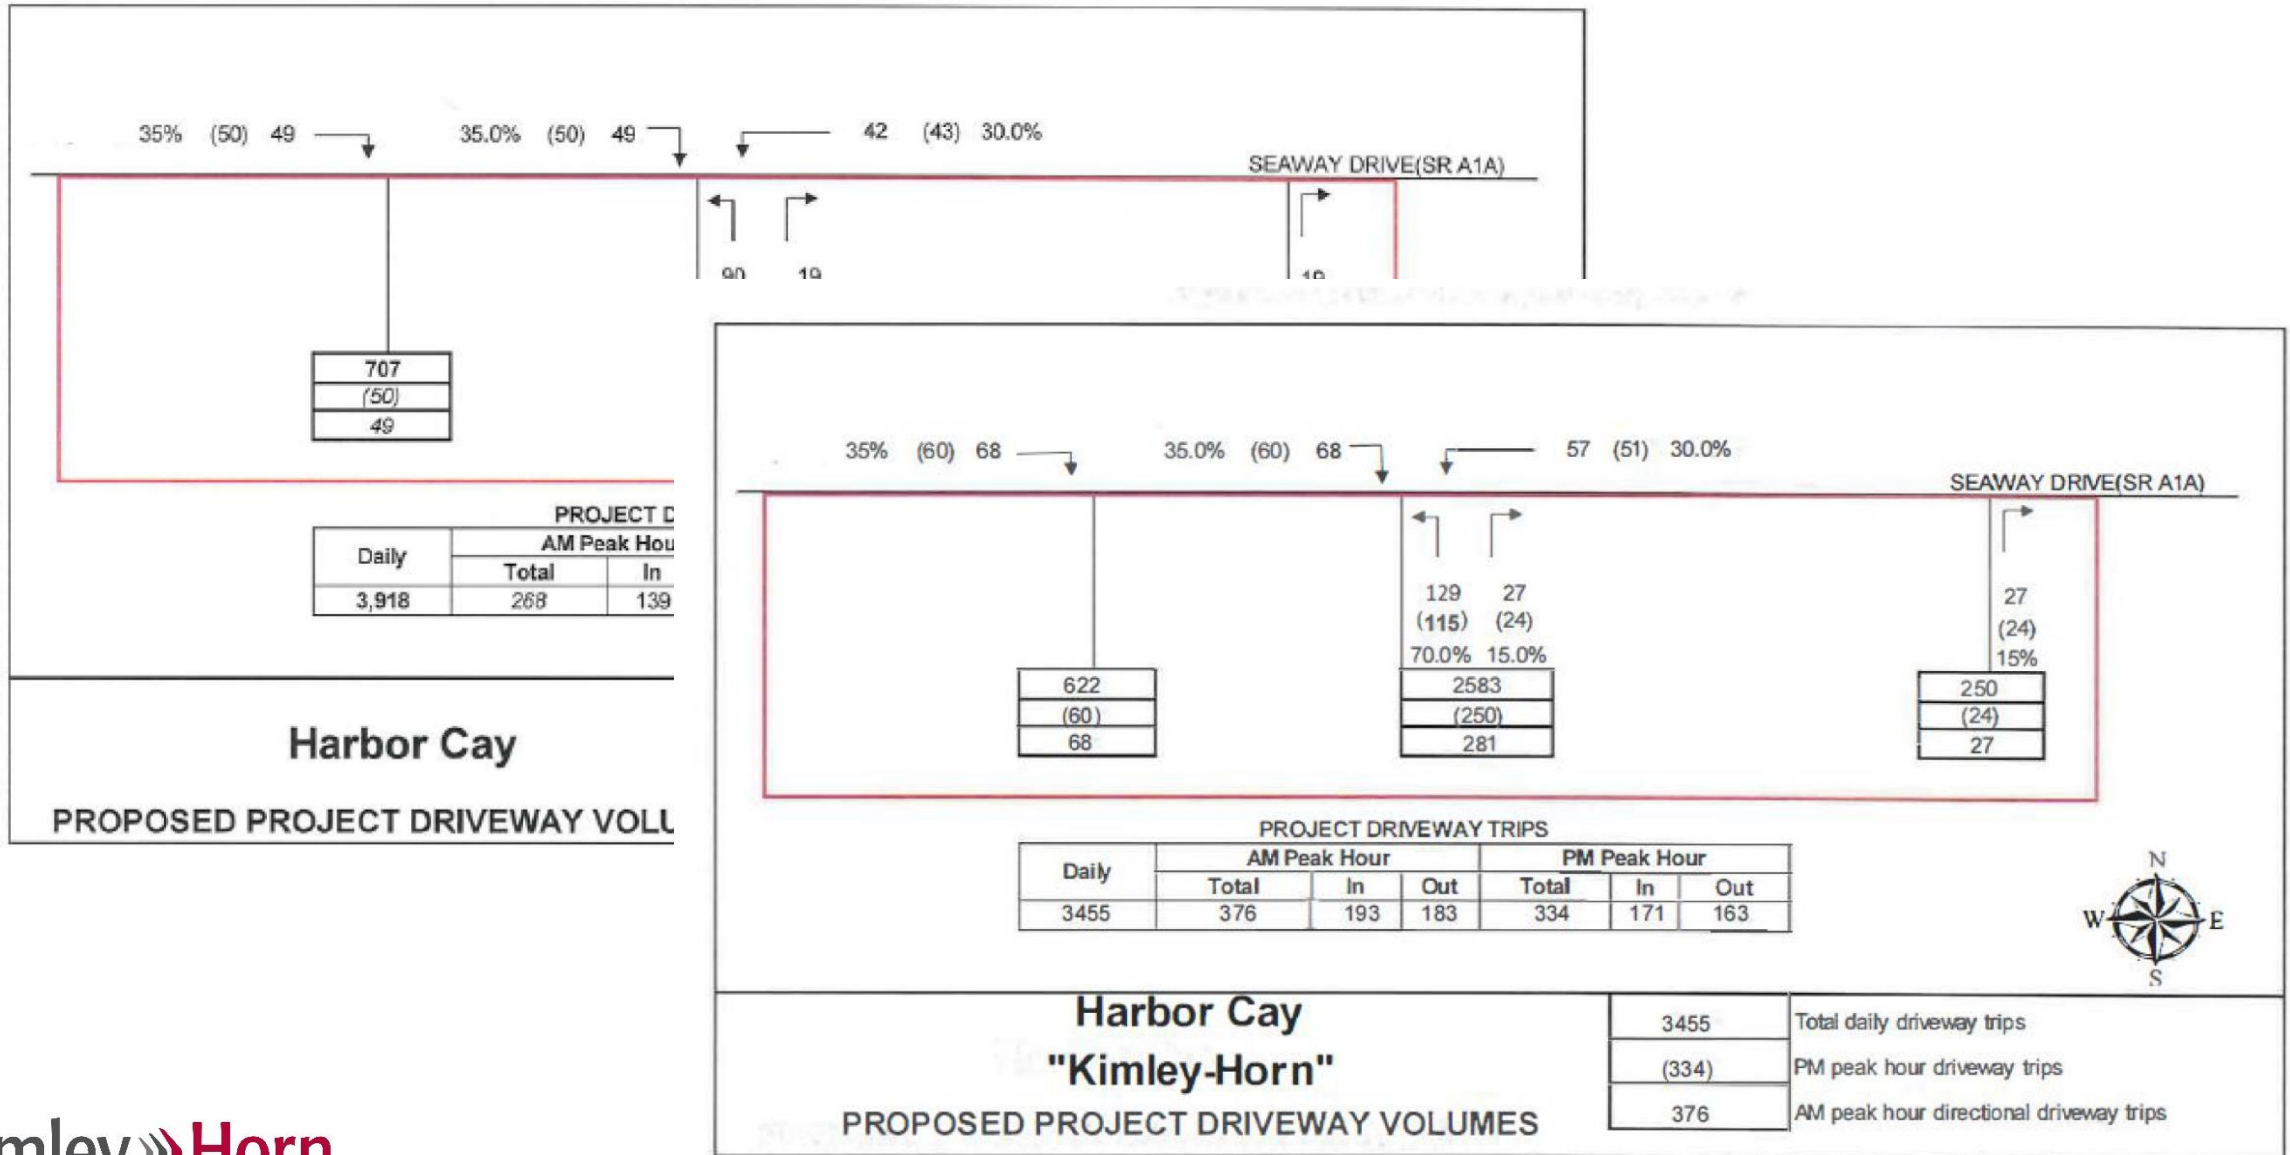 35% (50) 49 35.0% (50) 49 42 (43) 30.0%
SEAWAY DRIVE(SR A1A)
90 19 19
707
(50)
49
PROJECT D
Daily AM Peak Hou
Total In
3,918 268 139
Harbor Cay
PROPOSED PROJECT DRIVEWAY VOLU
35% (60) 68 35.0% (60) 68 57 (51) 30.0%
SEAWAY DRIVE(SR A1A)
129 27 27
(115) (24) (24)
70.0% 15.0% 15%
622 2583 250
(60) (250) (24)
68 281 27
PROJECT DRIVEWAY TRIPS
Daily AM Peak Hour PM Peak Hour
Total In Out Total In Out
3455 376 193 183 334 171 163
N
W E
S
Harbor Cay
"Kimley-Horn"
PROPOSED PROJECT DRIVEWAY VOLUMES
3455 Total daily driveway trips
(334) PM peak hour driveway trips
376 AM peak hour directional driveway trips
mley»Horn